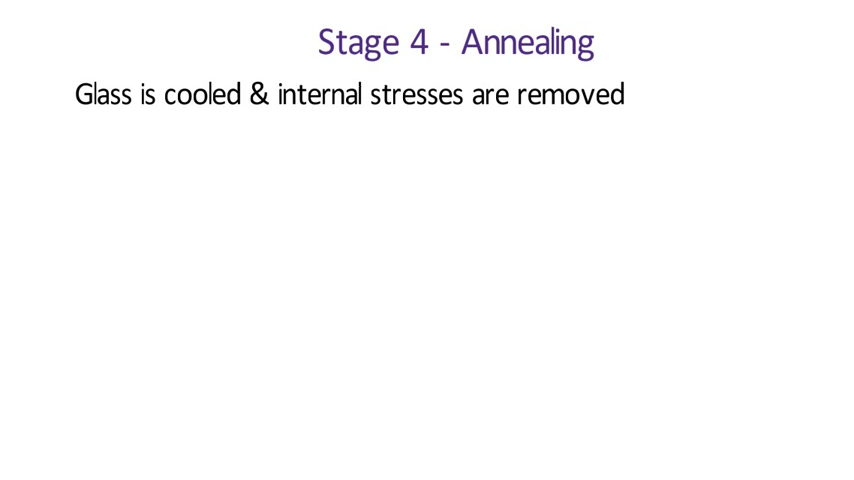 Stage 4 - Annealing
Glass is cooled & internal stresses are removed